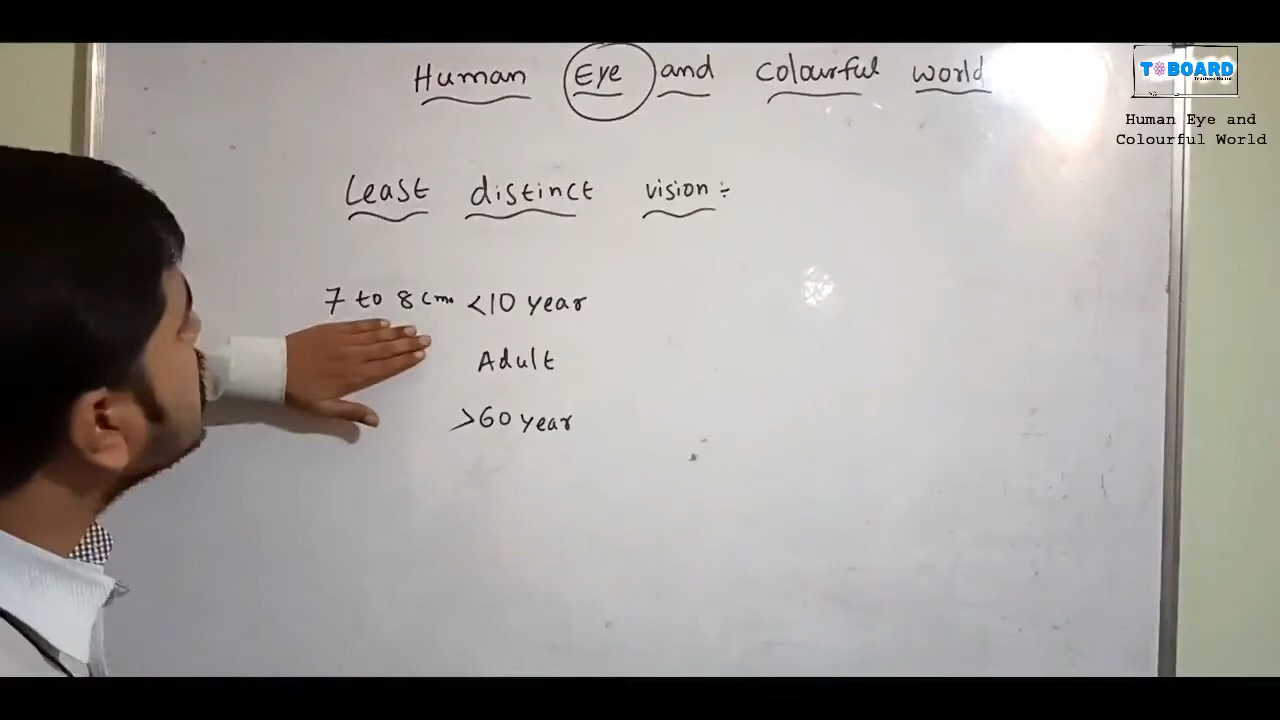 Human Eye and Colourful World
TOBOARD
Human Eye and
Colourful World
Least distinct vision:
7 to 8 cm <10 year
Adult
>60 year